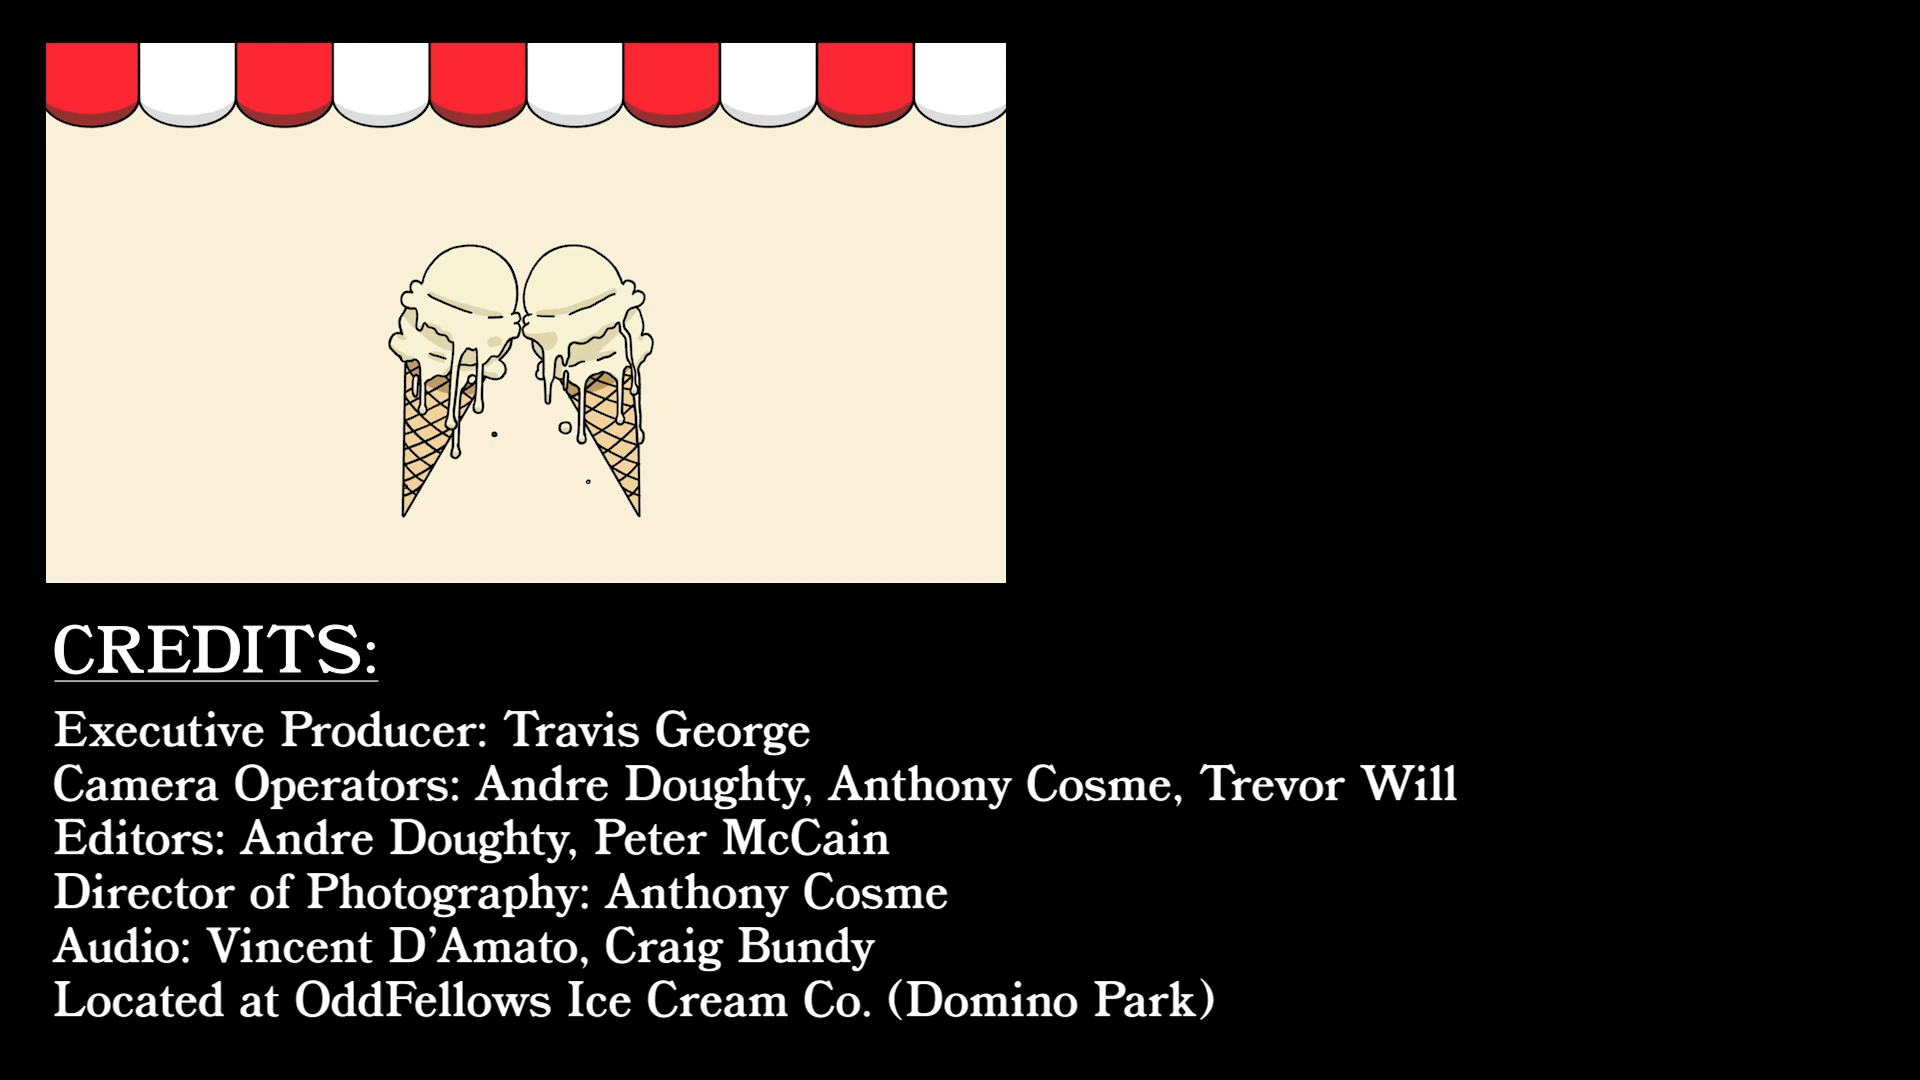 CREDITS:
Executive Producer: Travis George
Camera Operators: Andre Doughty, Anthony Cosme, Trevor Will
Editors: Andre Doughty, Peter McCain
Director of Photography: Anthony Cosme
Audio: Vincent D’Amato, Craig Bundy
Located at OddFellows Ice Cream Co. (Domino Park)